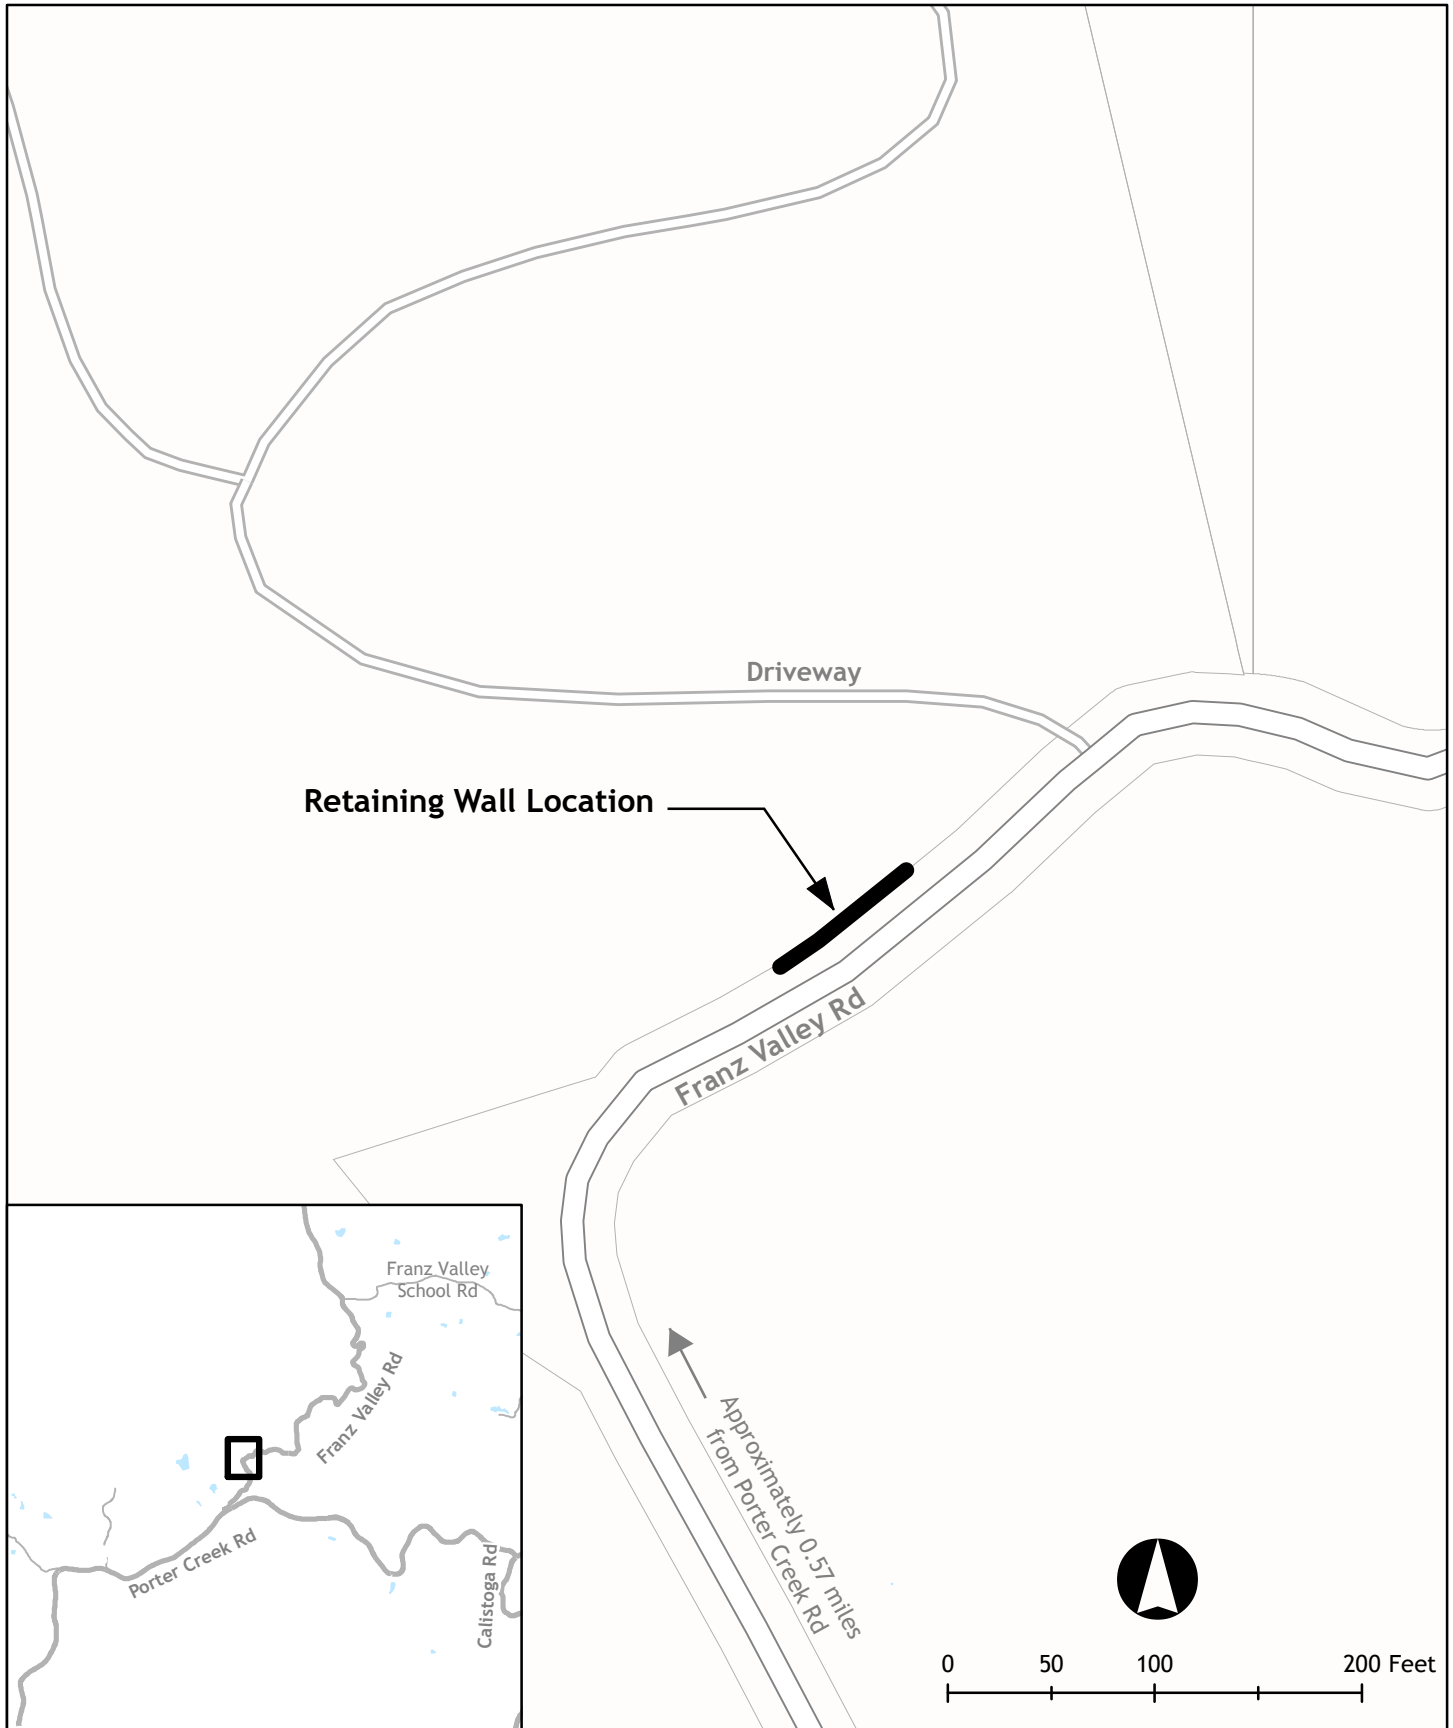 Driveway
Retaining Wall Location
Franz Valley Rd
Franz Valley
School Rd
Franz Valley Rd
Porter Creek Rd
Calistoga Rd
Approximately 0.57 miles
from Porter Creek Rd
0 50 100 200 Feet